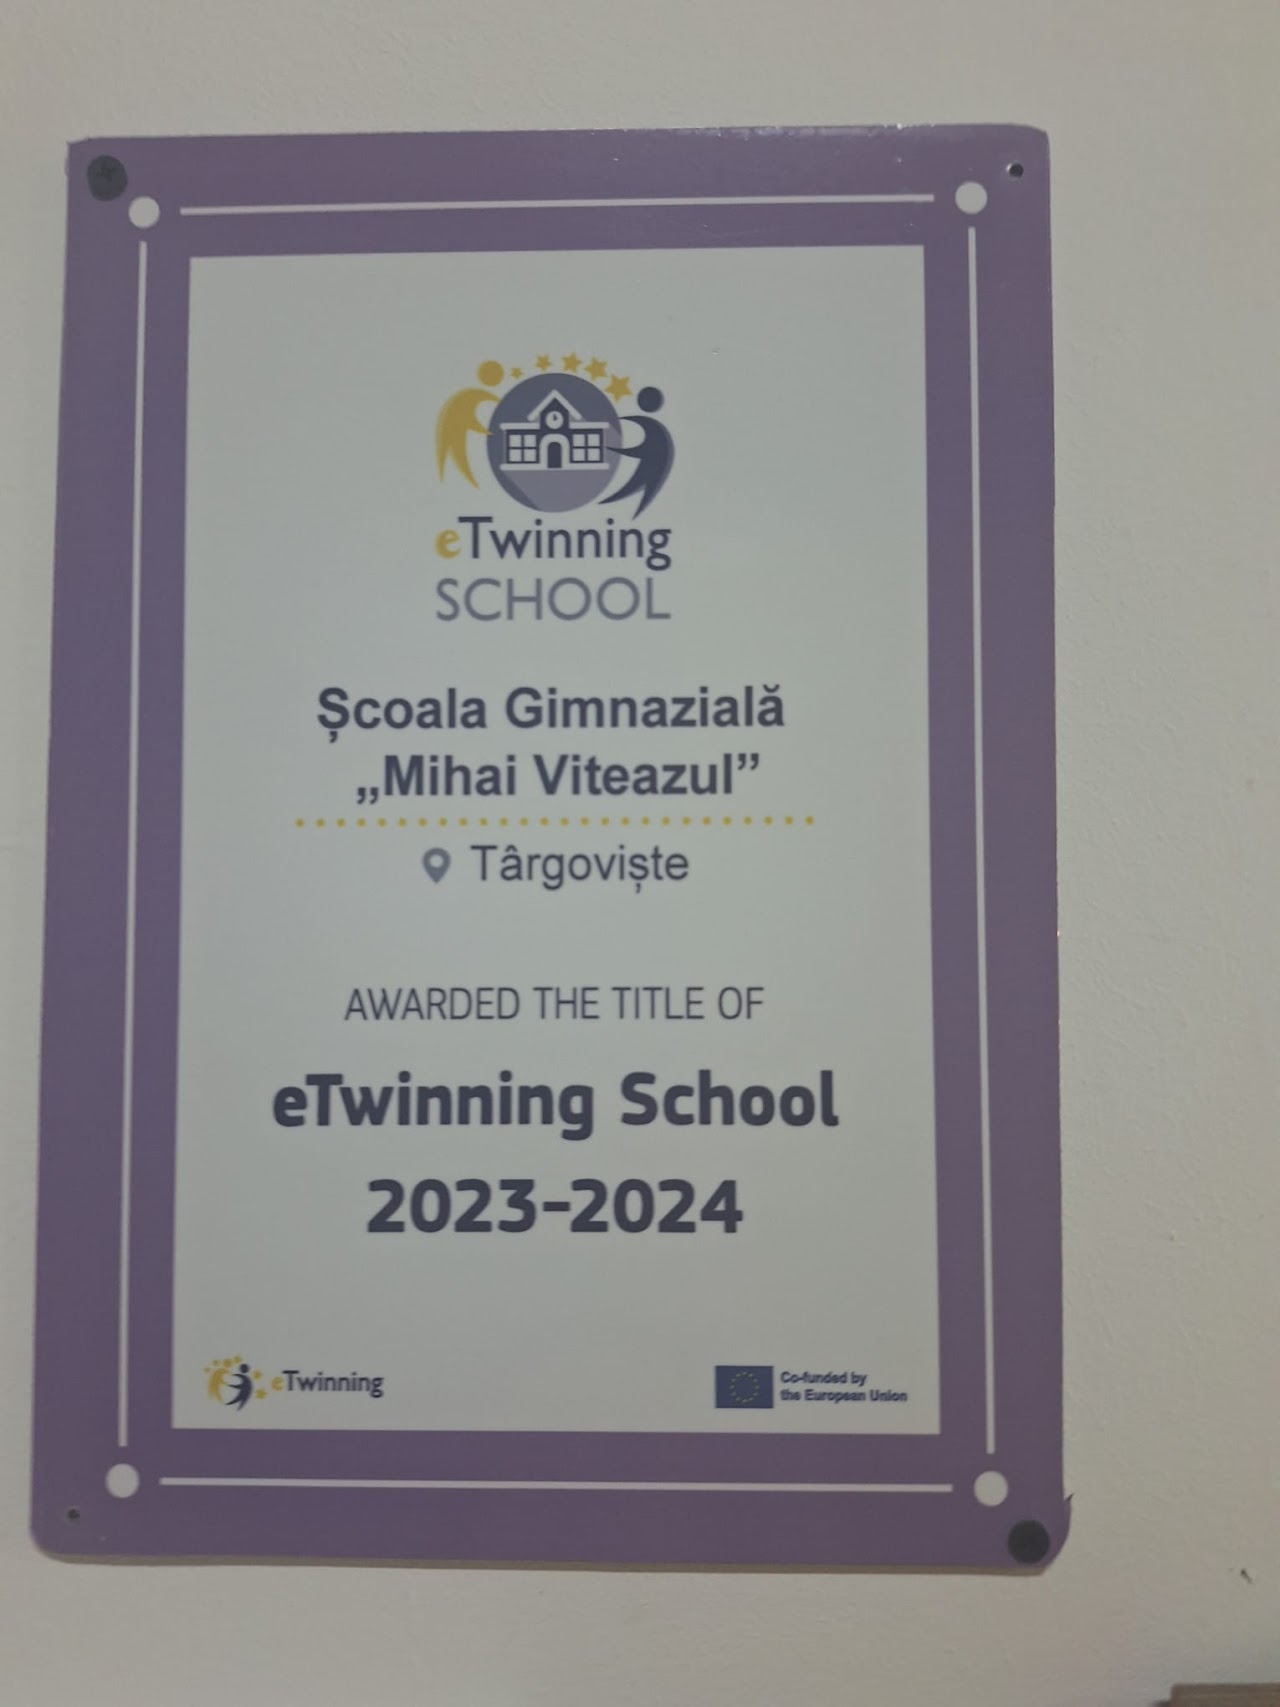 eTwinning
SCHOOL
Școala Gimnazială
„Mihai Viteazul”
Târgoviște
AWARDED THE TITLE OF
eTwinning School
2023-2024
eTwinning
Co-funded by
the European Union